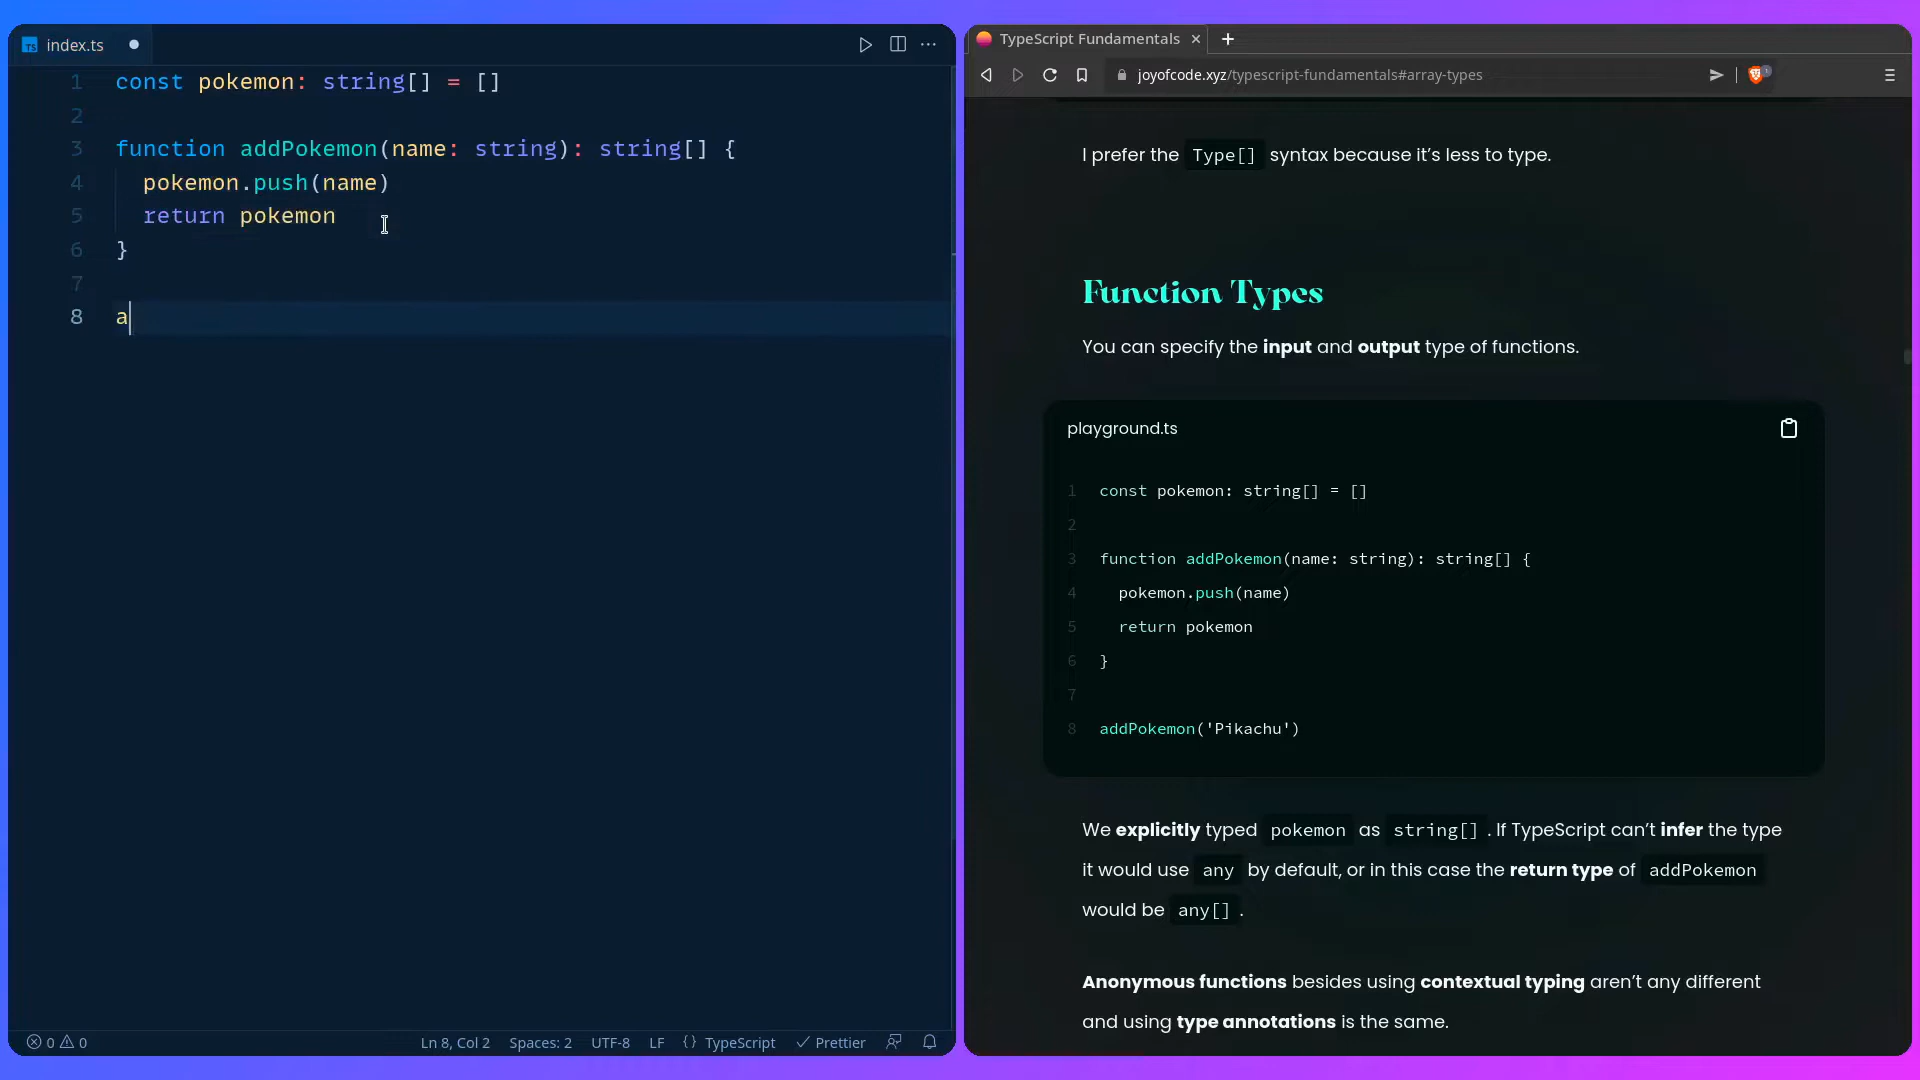 index.ts
1 const pokemon: string[] = []
2
3 function addPokemon(name: string): string[] {
4 pokemon.push(name)
5 return pokemon
6 }
7
8 a
0 0
Ln 8, Col 2 Spaces: 2 UTF-8 LF {} TypeScript Prettier
TypeScript Fundamentals
joyofcode.xyz/typescript-fundamentals#array-types
1
I prefer the Type[] syntax because it’s less to type.
Function Types
You can specify the input and output type of functions.
playground.ts
1 const pokemon: string[] = []
2
3 function addPokemon(name: string): string[] {
4 pokemon.push(name)
5 return pokemon
6 }
7
8 addPokemon('Pikachu')
We explicitly typed pokemon as string[] . If TypeScript can’t infer the type
it would use any by default, or in this case the return type of addPokemon
would be any[] .
Anonymous functions besides using contextual typing aren’t any different
and using type annotations is the same.